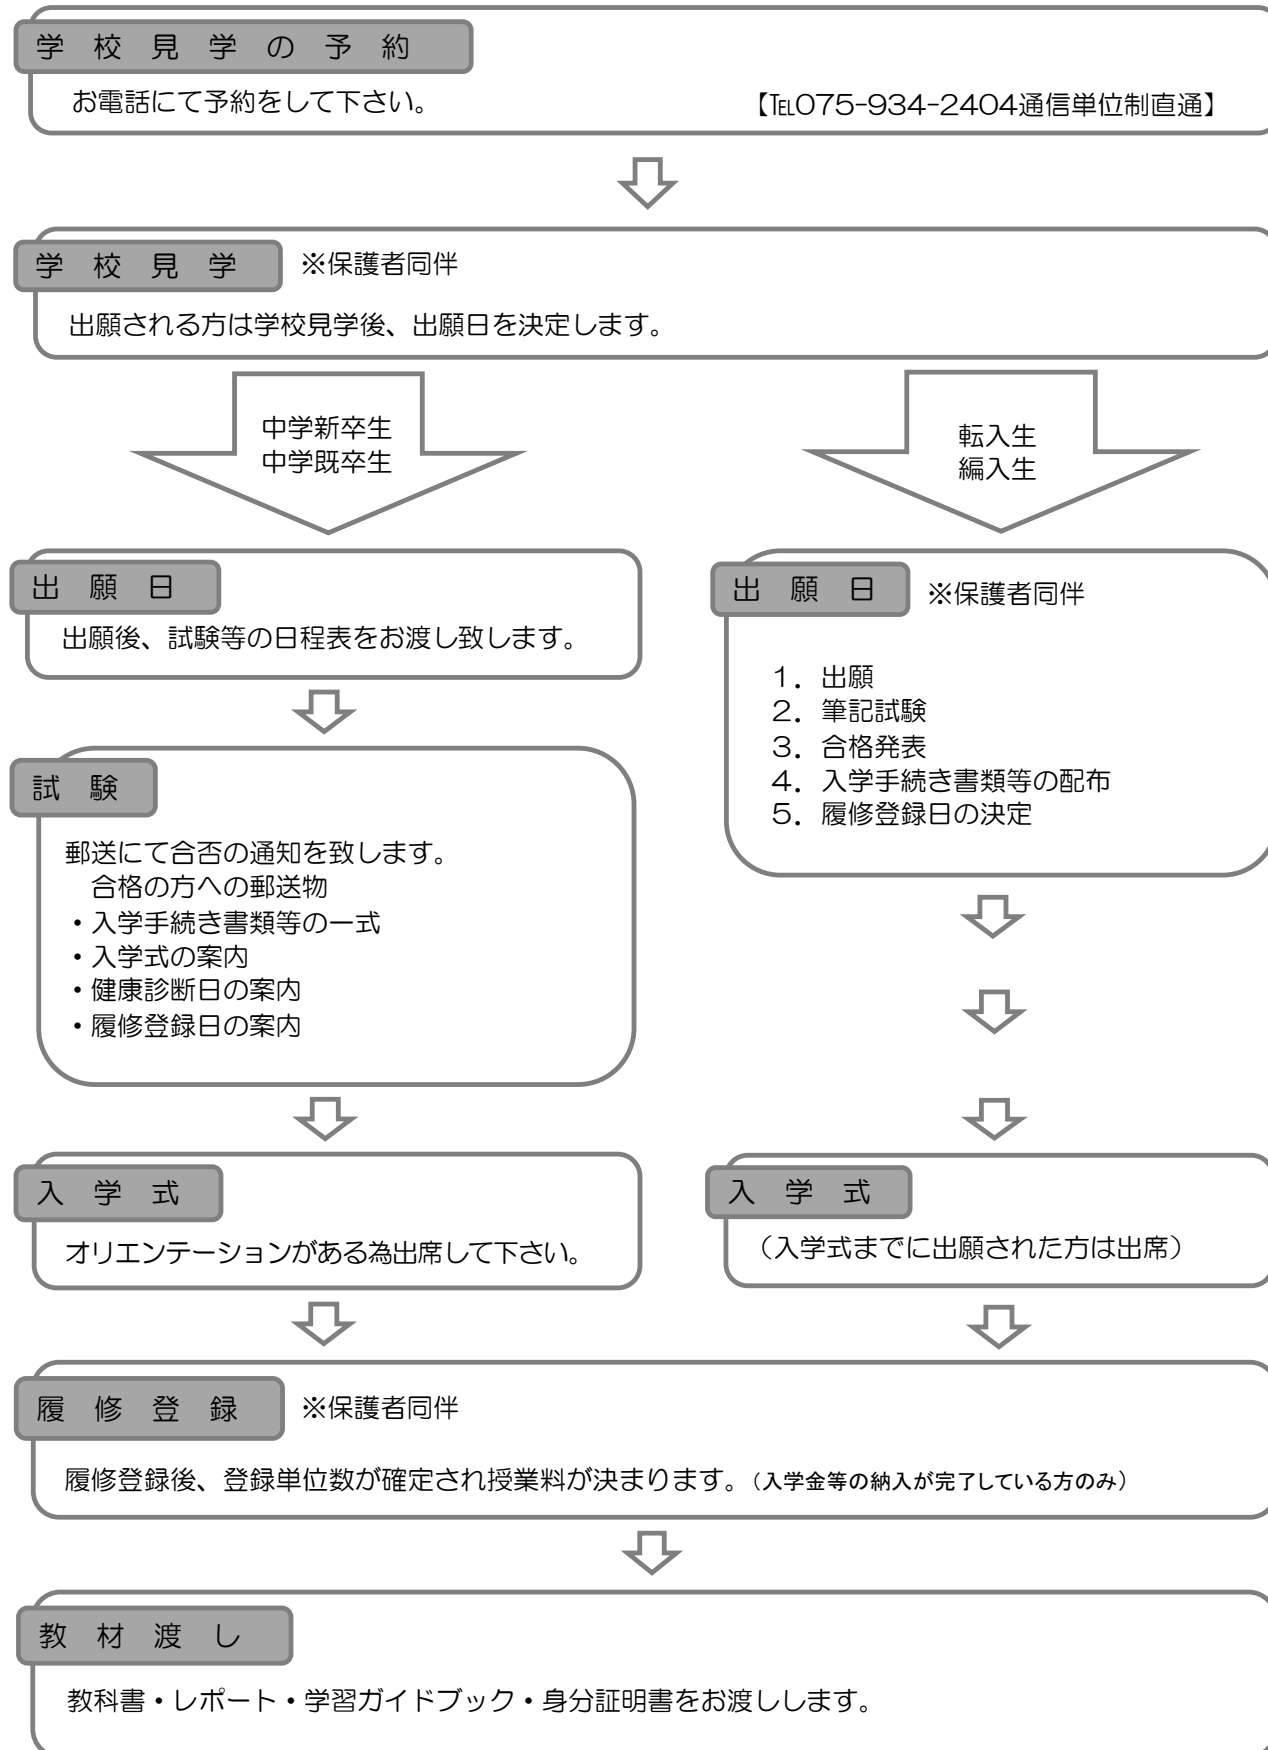 学校見学の予約
お電話にて予約をして下さい。 【℡075-934-2404通信単位制直通】
学校見学 ※保護者同伴
出願される方は学校見学後、出願日を決定します。
中学新卒生
中学既卒生
転入生
編入生
出願日
出願後、試験等の日程表をお渡し致します。
試験
郵送にて合否の通知を致します。
合格の方への郵送物
・入学手続き書類等の一式
・入学式の案内
・健康診断日の案内
・履修登録日の案内
入学式
オリエンテーションがある為出席して下さい。
出願日 ※保護者同伴
1．出願
2．筆記試験
3．合格発表
4．入学手続き書類等の配布
5．履修登録日の決定
入学式
（入学式までに出願された方は出席）
履修登録 ※保護者同伴
履修登録後、登録単位数が確定され授業料が決まります。（入学金等の納入が完了している方のみ）
教材渡し
教科書・レポート・学習ガイドブック・身分証明書をお渡しします。